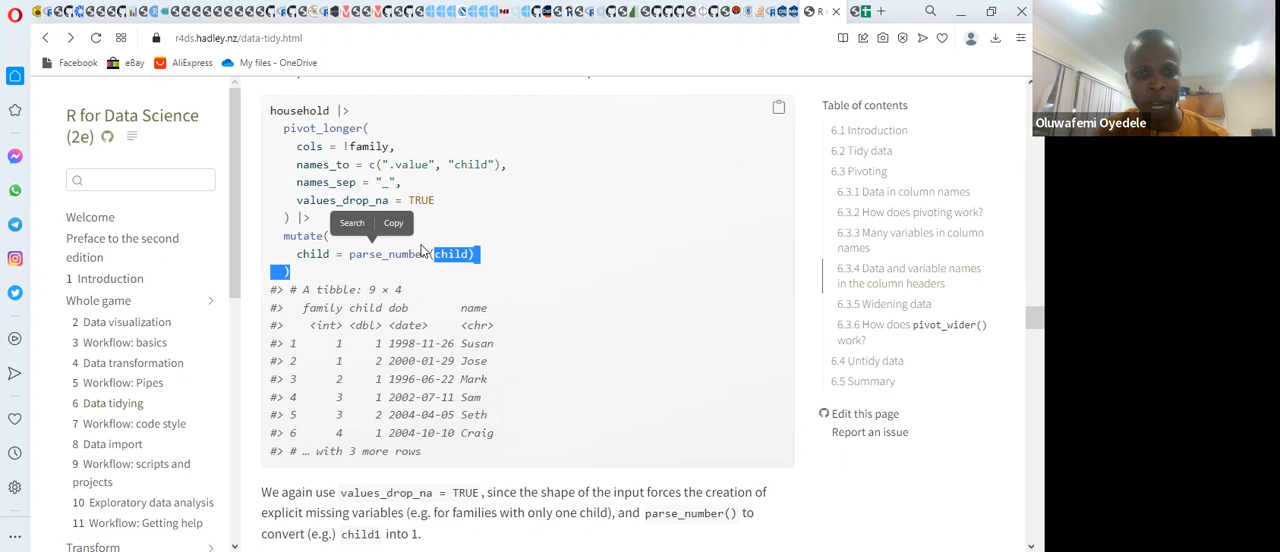 R
r4ds.hadley.nz/data-tidy.html
Facebook
eBay
AliExpress
My files - OneDrive
Oluwafemi Oyedele
R for Data Science
(2e)
Welcome
Preface to the second
edition
1 Introduction
Whole game
2 Data visualization
3 Workflow: basics
4 Data transformation
5 Workflow: Pipes
6 Data tidying
7 Workflow: code style
8 Data import
9 Workflow: scripts and
projects
10 Exploratory data analysis
11 Workflow: Getting help
Transform
household |>
pivot_longer(
cols = !family,
names_to = c(".value", "child"),
names_sep = "_",
values_drop_na = TRUE
) |>
Search
Copy
mutate(
child = parse_number(child)
)
#> # A tibble: 9 × 4
#> family child dob name
#> <int> <dbl> <date> <chr>
#> 1 1 1 1998-11-26 Susan
#> 2 1 2 2000-01-29 Jose
#> 3 2 1 1996-06-22 Mark
#> 4 3 1 2002-07-11 Sam
#> 5 3 2 2004-04-05 Seth
#> 6 4 1 2004-10-10 Craig
#> # … with 3 more rows
We again use values_drop_na = TRUE, since the shape of the input forces the creation of
explicit missing variables (e.g. for families with only one child), and parse_number() to
convert (e.g.) child1 into 1.
Table of contents
6.1 Introduction
6.2 Tidy data
6.3 Pivoting
6.3.1 Data in column names
6.3.2 How does pivoting work?
6.3.3 Many variables in column
names
6.3.4 Data and variable names
in the column headers
6.3.5 Widening data
6.3.6 How does pivot_wider()
work?
6.4 Untidy data
6.5 Summary
Edit this page
Report an issue